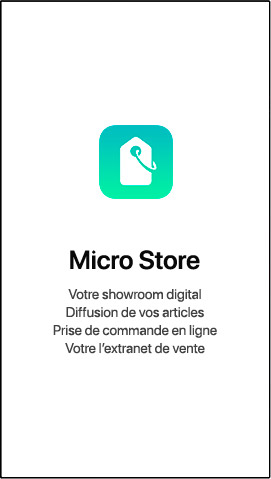 Micro Store
Votre showroom digital
Diffusion de vos articles
Prise de commande en ligne
Votre l'extranet de vente